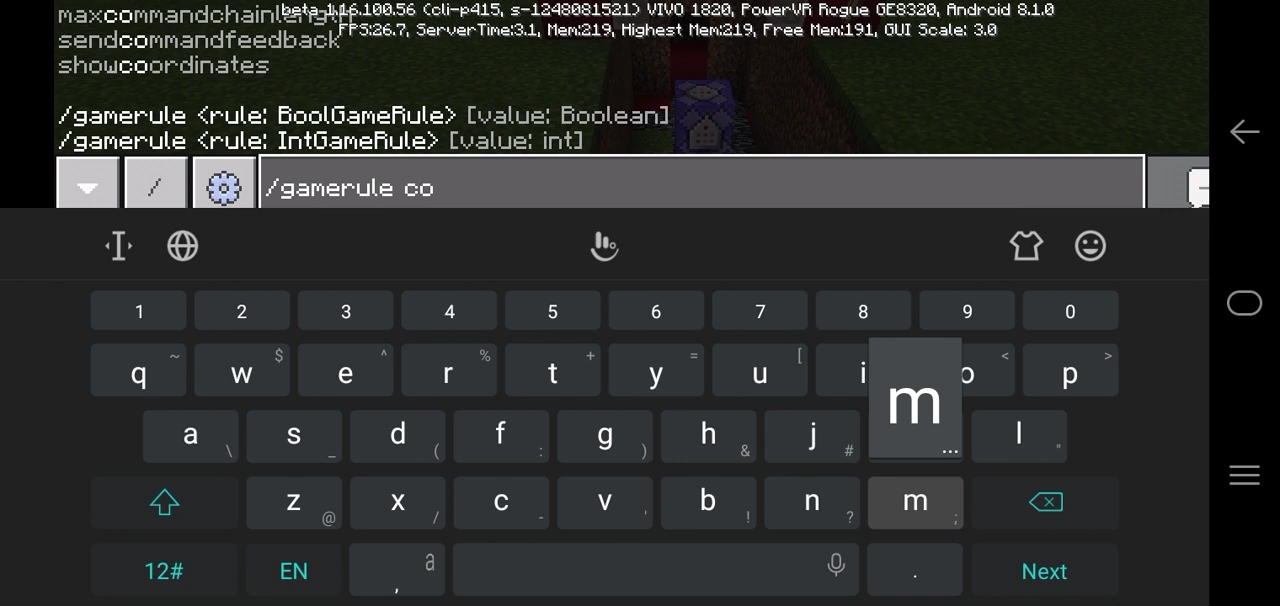 maxcommandchainlength
beta 1.16.100.56 (cli-p415, s-1248081521) VIVO 1820, PowerVR Rogue GE8320, Android 8.1.0
sendcommandfeedback
FPS:26.7, ServerTime:3.1, Mem:219, Highest Mem:219, Free Mem:191, GUI Scale: 3.0
showcoordinates
/gamerule <rule: BoolGameRule> [value: Boolean]
/gamerule <rule: IntGameRule> [value: int]
/ /gamerule co
1 2 3 4 5 6 7 8 9 0
~ $ ^ % + = [ < >
q w e r t y u i o p
m
...
a s d f g h j l
\ _ ( : ) & # "
z x c v b n m
@ / - ' ! ? ;
12# EN , a . Next